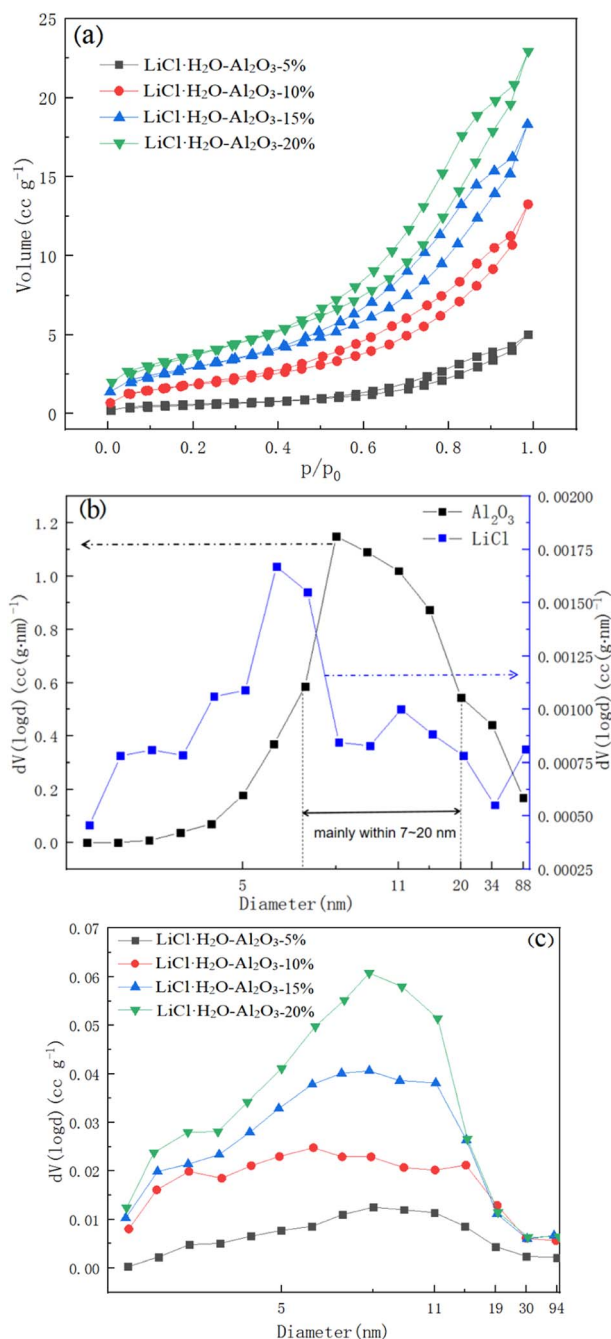 (a)
LiCl·H₂O-Al₂O₃-5%
LiCl·H₂O-Al₂O₃-10%
LiCl·H₂O-Al₂O₃-15%
LiCl·H₂O-Al₂O₃-20%
25
20
15
10
5
0
Volume(cc g⁻¹)
0.0 0.2 0.4 0.6 0.8 1.0
p/p₀
(b)
Al₂O₃
LiCl
1.2
1.0
0.8
0.6
0.4
0.2
0.0
dV(logd)(cc(g·nm)⁻¹)
0.00200
0.00175
0.00150
0.00125
0.00100
0.00075
0.00050
0.00025
dV(logd)(cc(g·nm)⁻¹)
mainly within 7~20 nm
5 11 20 34 88
Diameter(nm)
(c)
LiCl·H₂O-Al₂O₃-5%
LiCl·H₂O-Al₂O₃-10%
LiCl·H₂O-Al₂O₃-15%
LiCl·H₂O-Al₂O₃-20%
0.07
0.06
0.05
0.04
0.03
0.02
0.01
0.00
dV(logd)(cc g⁻¹)
5 11 19 30 94
Diameter(nm)